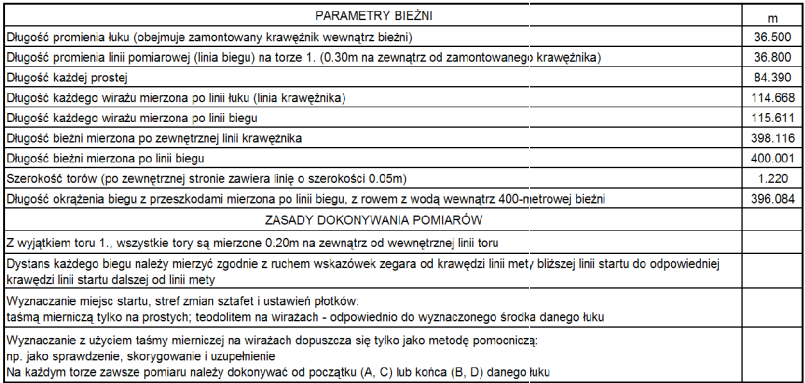 PARAMETRY BIEŻNI m
Długość promienia łuku (obejmuje zamontowany krawężnik wewnątrz bieżni) 36.500
Długość promienia linii pomiarowej (linia biegu) na torze 1. (0.30m na zewnątrz od zamontowanego krawężnika) 36.800
Długość każdej prostej 84.390
Długość każdego wirażu mierzona po linii łuku (linia krawężnika) 114.668
Długość każdego wirażu mierzona po linii biegu 115.611
Długość bieżni mierzona po zewnętrznej linii krawężnika 398.116
Długość bieżni mierzona po linii biegu 400.001
Szerokość torów (po zewnętrznej stronie zawiera linię o szerokości 0.05m) 1.220
Długość okrążenia biegu z przeszkodami mierzona po linii biegu, z rowem z wodą wewnątrz 400-metrowej bieżni 396.084
ZASADY DOKONYWANIA POMIARÓW
Z wyjątkiem toru 1., wszystkie tory są mierzone 0.20m na zewnątrz od wewnętrznej linii toru
Dystans każdego biegu należy mierzyć zgodnie z ruchem wskazówek zegara od krawędzi linii mety bliższej linii startu do odpowiedniej
krawędzi linii startu dalszej od linii mety
Wyznaczanie miejsc startu, stref zmian sztafet i ustawień płotków:
taśmą mierniczą tylko na prostych; teodolitem na wirażach - odpowiednio do wyznaczonego środka danego łuku
Wyznaczanie z użyciem taśmy mierniczej na wirażach dopuszcza się tylko jako metodę pomocniczą:
np. jako sprawdzenie, skorygowanie i uzupełnienie
Na każdym torze zawsze pomiaru należy dokonywać od początku (A, C) lub końca (B, D) danego łuku